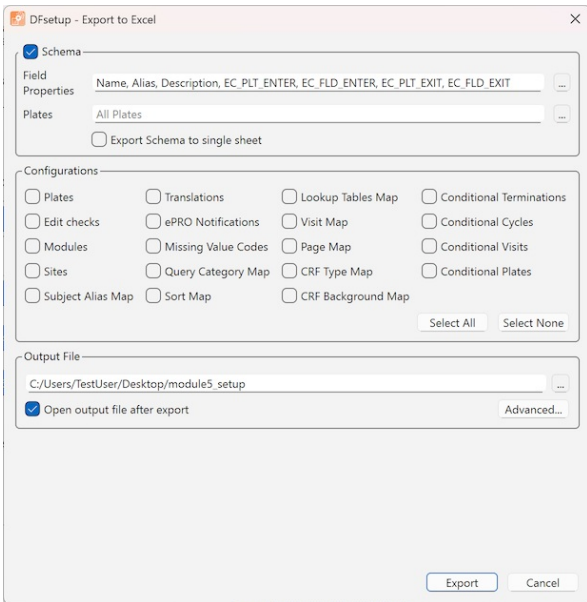 DFsetup - Export to Excel
Schema
Field Properties
Name, Alias, Description, EC_PLT_ENTER, EC_FLD_ENTER, EC_PLT_EXIT, EC_FLD_EXIT
...
Plates
All Plates
...
Export Schema to single sheet
Configurations
Plates Translations Lookup Tables Map Conditional Terminations
Edit checks ePRO Notifications Visit Map Conditional Cycles
Modules Missing Value Codes Page Map Conditional Visits
Sites Query Category Map CRF Type Map Conditional Plates
Subject Alias Map Sort Map CRF Background Map
Select All Select None
Output File
C:/Users/TestUser/Desktop/module5_setup
...
Open output file after export
Advanced...
Export Cancel